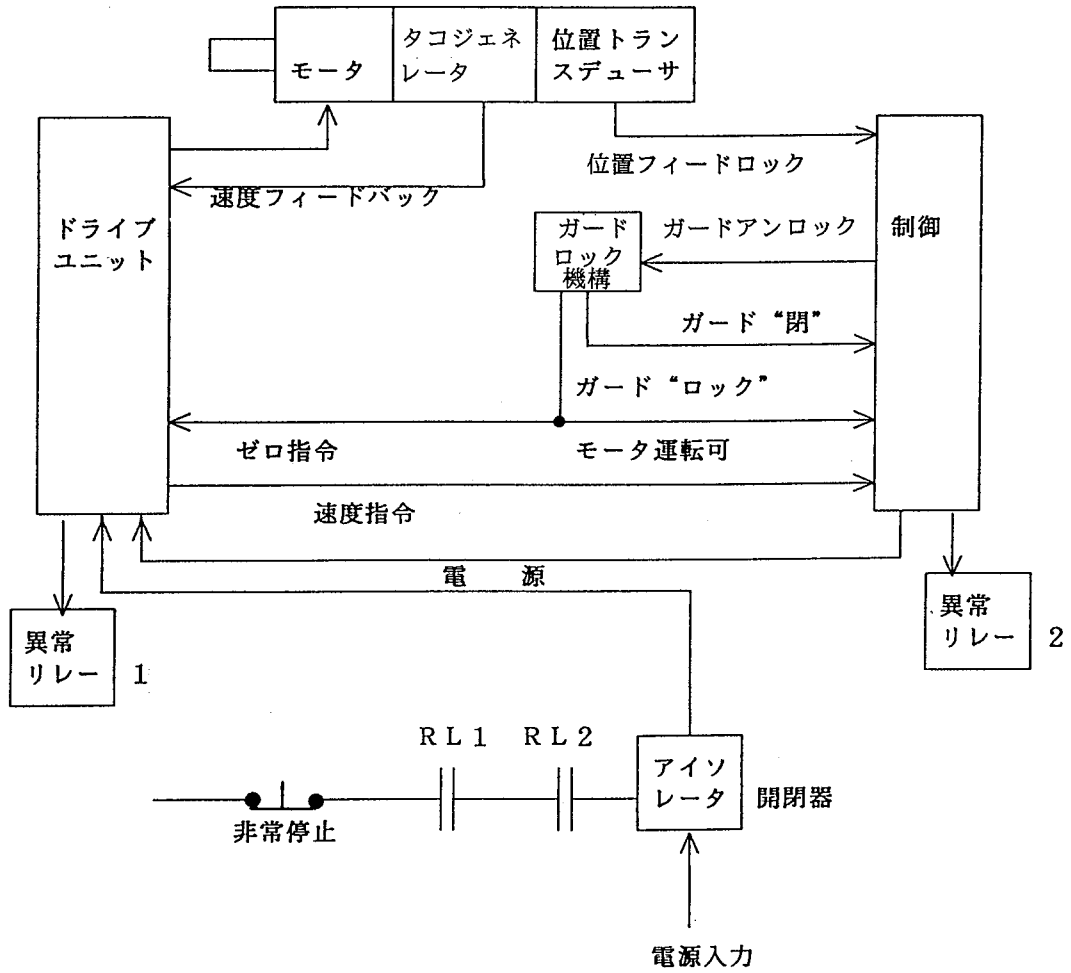 モータ
タコジェネ
レータ
位置トラン
スデューサ
位置フィードロック
速度フィードバック
ドライブ
ユニット
ガード
ロック
機構
ガードアンロック
制御
ガード“閉”
ガード“ロック”
ゼロ指令
モータ運転可
速度指令
電 源
異常
リレー
1
異常
リレー
2
RL1
RL2
アイソ
レータ
開閉器
非常停止
電源入力